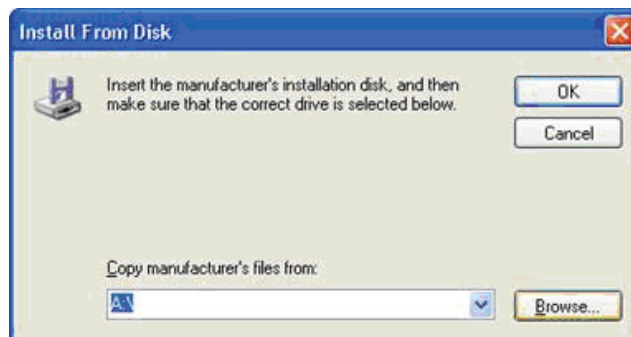 Install From Disk
Insert the manufacturer's installation disk, and then
make sure that the correct drive is selected below.
OK
Cancel
Copy manufacturer's files from:
A:\
Browse...